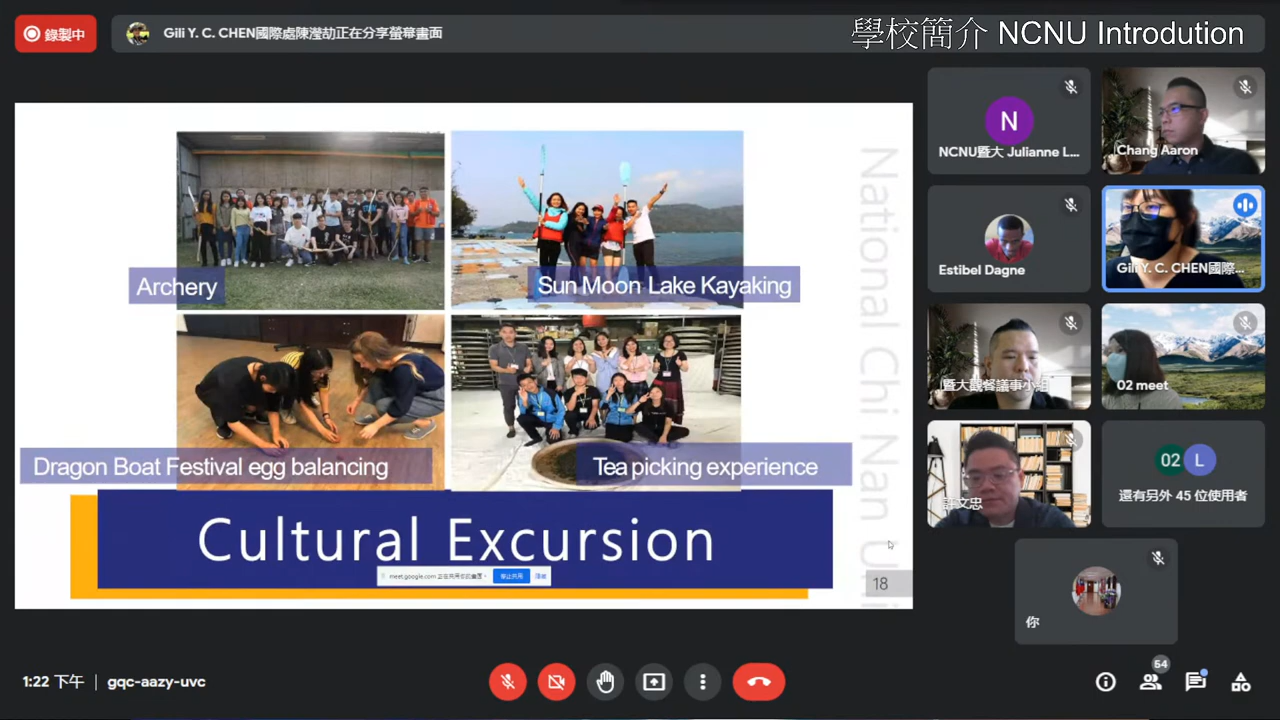 錄製中
Gili Y. C. CHEN國際處陳瀅劼正在分享螢幕畫面
學校簡介 NCNU Introdution
Archery
Sun Moon Lake Kayaking
Dragon Boat Festival egg balancing
Tea picking experience
Cultural Excursion
National Chi Nan Uni
18
N
NCNU暨大 Julianne L...
Chang Aaron
Estibel Dagne
Gili Y. C. CHEN國際...
暨大觀餐議事小組
02 meet
02
L
還有另外 45 位使用者
你
1:22 下午
gqc-aazy-uvc
54